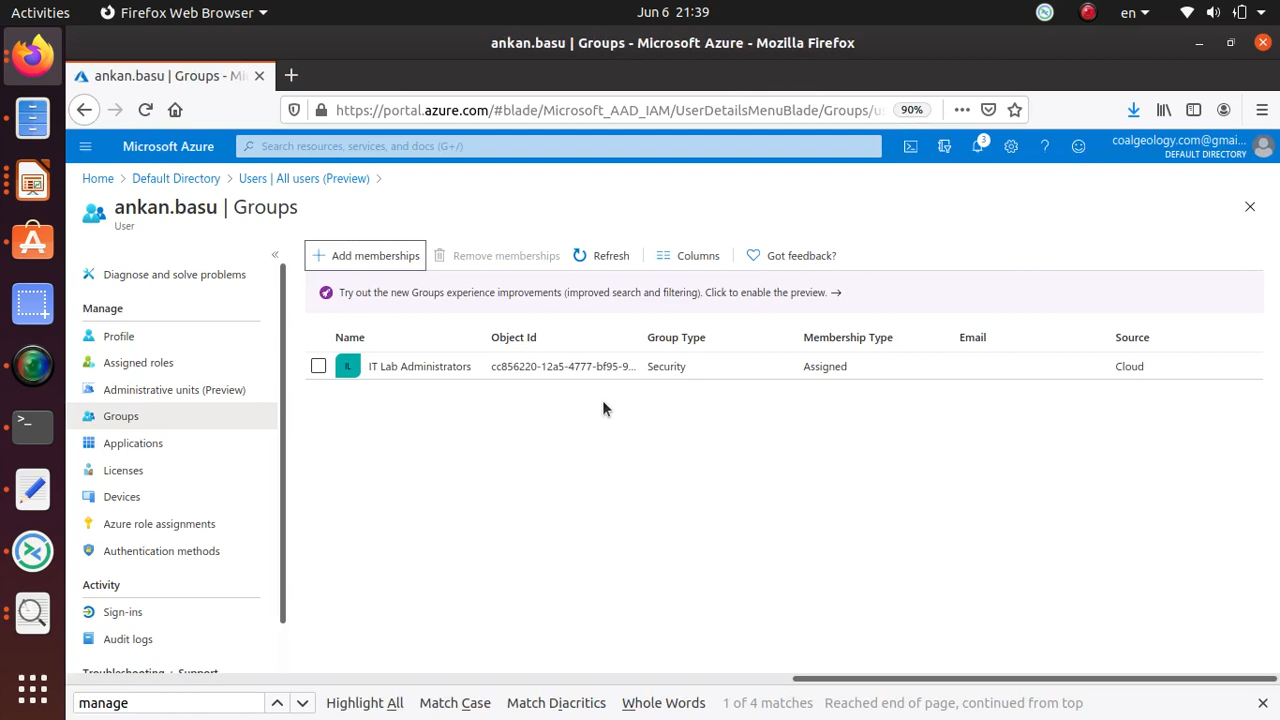 Activities
Firefox Web Browser
Jun 6 21:39
en
ankan.basu | Groups - Microsoft Azure - Mozilla Firefox
ankan.basu | Groups - Mi
https://portal.azure.com/#blade/Microsoft_AAD_IAM/UserDetailsMenuBlade/Groups/u
90%
Microsoft Azure
Search resources, services, and docs (G+/)
3
coalgeology.com@gmai...
DEFAULT DIRECTORY
Home
Default Directory
Users | All users (Preview)
ankan.basu | Groups
User
Diagnose and solve problems
Manage
Profile
Assigned roles
Administrative units (Preview)
Groups
Applications
Licenses
Devices
Azure role assignments
Authentication methods
Activity
Sign-ins
Audit logs
Troubleshooting + Support
Add memberships
Remove memberships
Refresh
Columns
Got feedback?
Try out the new Groups experience improvements (improved search and filtering). Click to enable the preview. →
Name Object Id Group Type Membership Type Email Source
IL IT Lab Administrators cc856220-12a5-4777-bf95-9... Security Assigned Cloud
manage
Highlight All
Match Case
Match Diacritics
Whole Words
1 of 4 matches
Reached end of page, continued from top